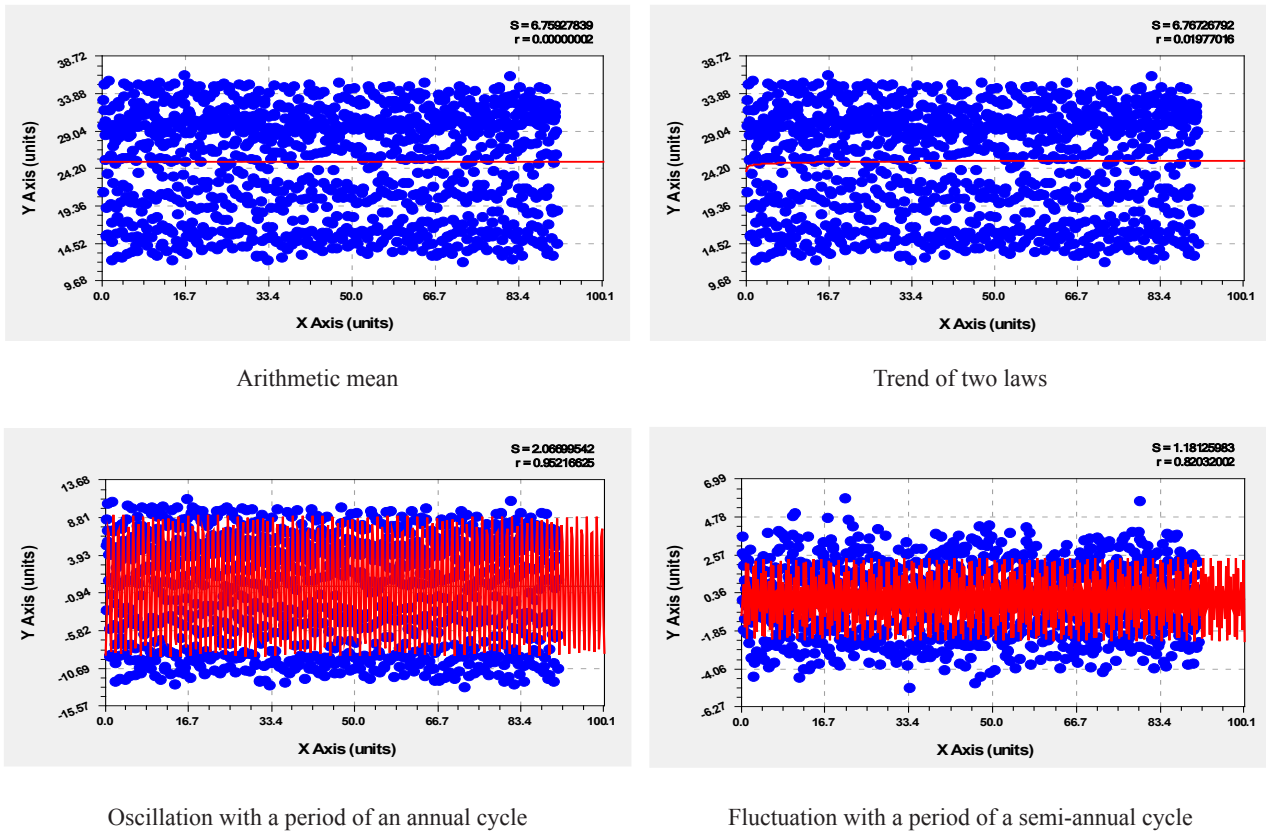 S = 6.75927839
r = 0.00000002
38.72
33.88
29.04
24.20
19.36
14.52
9.68
0.0 16.7 33.4 50.0 66.7 83.4 100.1
Y Axis (units)
X Axis (units)
Arithmetic mean
S = 6.76726792
r = 0.01977016
38.72
33.88
29.04
24.20
19.36
14.52
9.68
0.0 16.7 33.4 50.0 66.7 83.4 100.1
Y Axis (units)
X Axis (units)
Trend of two laws
S = 2.06699542
r = 0.95216625
13.68
8.81
3.93
-0.94
-5.82
-10.69
-15.57
0.0 16.7 33.4 50.0 66.7 83.4 100.1
Y Axis (units)
X Axis (units)
Oscillation with a period of an annual cycle
S = 1.18125983
r = 0.82032002
6.99
4.78
2.57
0.36
-1.85
-4.06
-6.27
0.0 16.7 33.4 50.0 66.7 83.4 100.1
Y Axis (units)
X Axis (units)
Fluctuation with a period of a semi-annual cycle